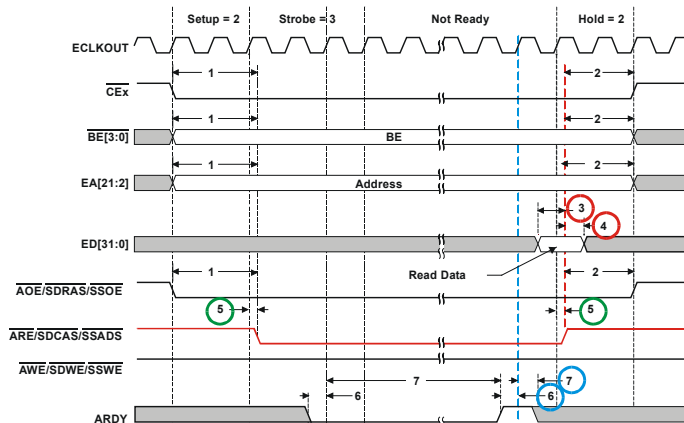 Setup = 2 Strobe = 3 Not Ready Hold = 2
ECLKOUT
1 2
CEx
1 2
BE[3:0] BE
1 2
EA[21:2] Address
3
4
ED[31:0]
Read Data
1 2
AOE/SDRAS/SSOE
5 5
ARE/SDCAS/SSADS
AWE/SDWE/SSWE
7 7
6 6
ARDY